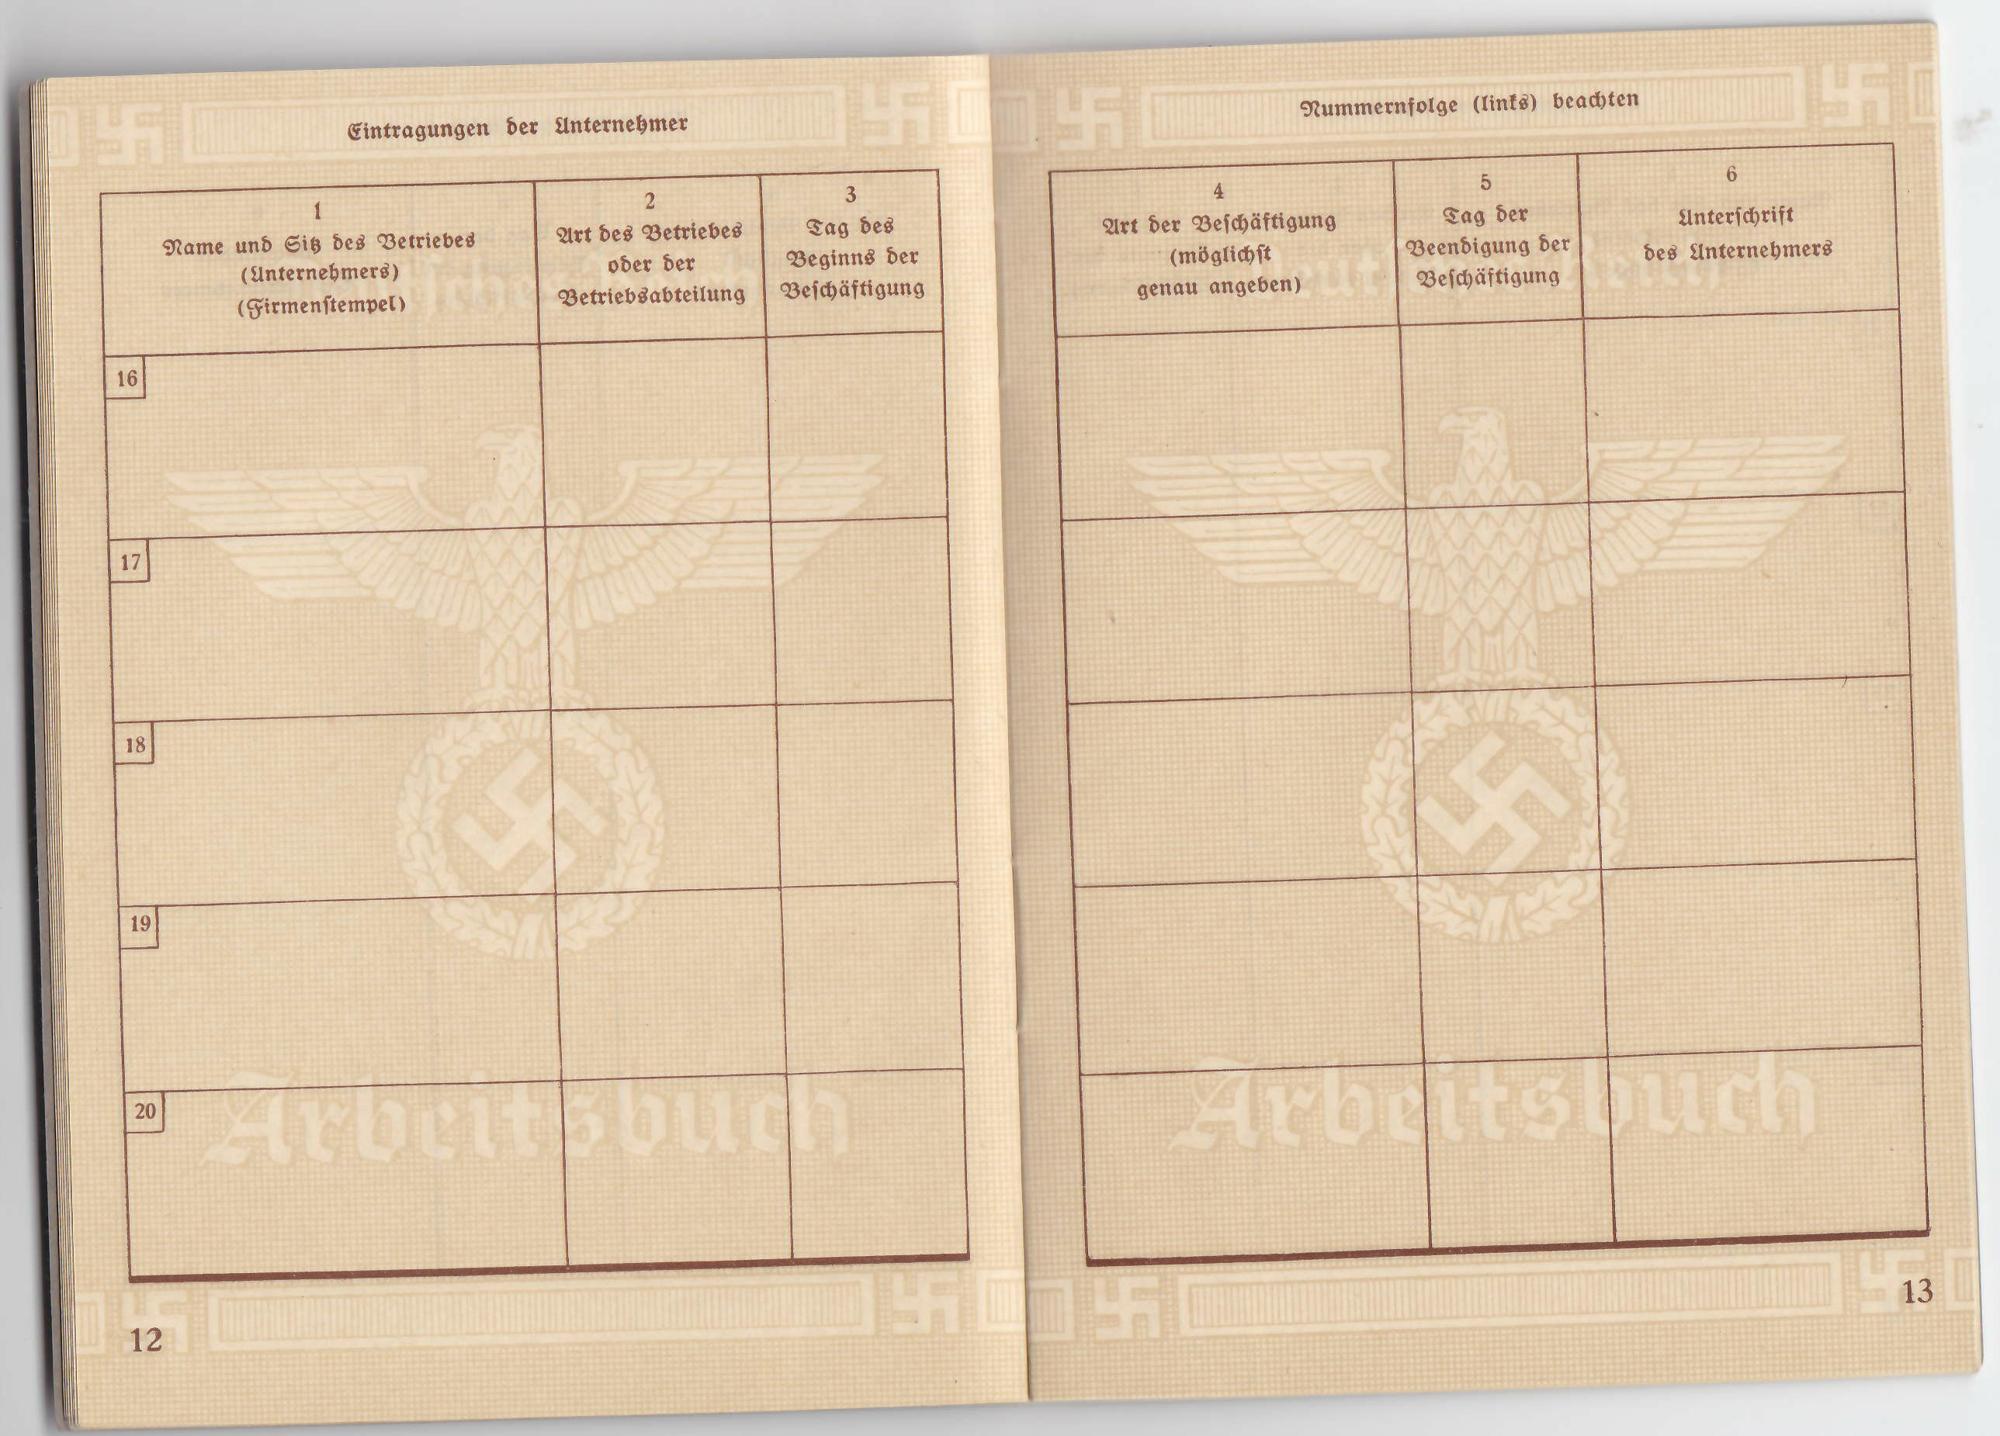 Eintragungen der Unternehmer
1
Name und Sitz des Betriebes
(Unternehmers)
(Firmenstempel)
2
Art des Betriebes
oder der
Betriebsabteilung
3
Tag des
Beginns der
Beschäftigung
16
17
18
19
20
Arbeitsbuch
12
Nummernfolge (links) beachten
4
Art der Beschäftigung
(möglichst
genau angeben)
5
Tag der
Beendigung der
Beschäftigung
6
Unterschrift
des Unternehmers
Arbeitsbuch
13